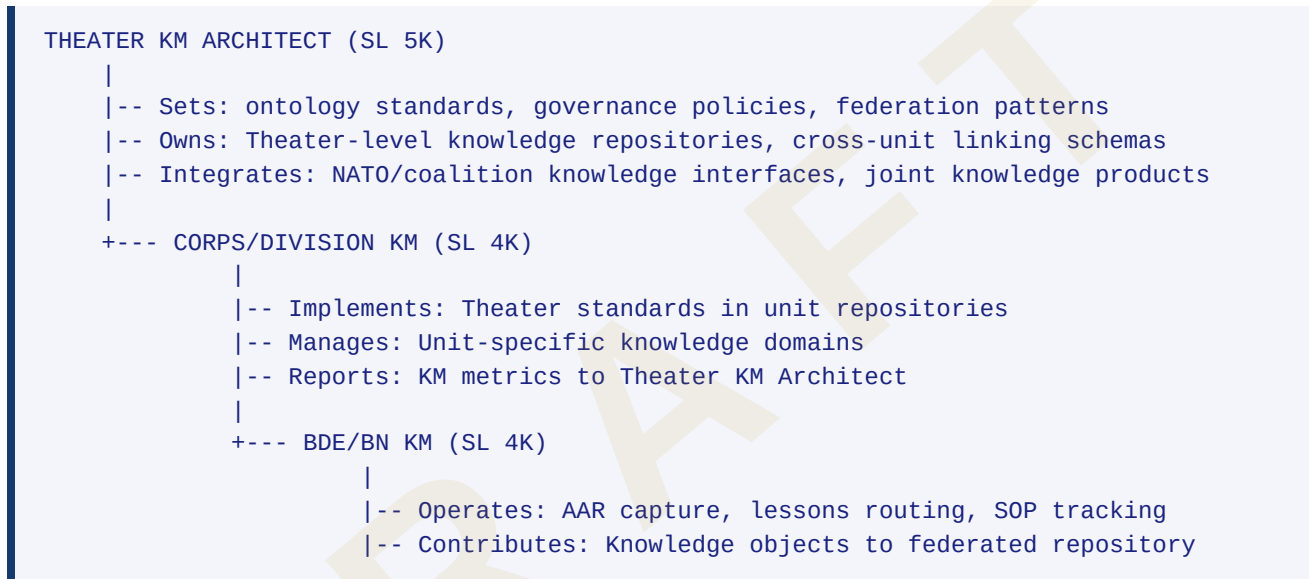 THEATER KM ARCHITECT (SL 5K)
|
|-- Sets: ontology standards, governance policies, federation patterns
|-- Owns: Theater-level knowledge repositories, cross-unit linking schemas
|-- Integrates: NATO/coalition knowledge interfaces, joint knowledge products
|
+--- CORPS/DIVISION KM (SL 4K)
|
|-- Implements: Theater standards in unit repositories
|-- Manages: Unit-specific knowledge domains
|-- Reports: KM metrics to Theater KM Architect
|
+--- BDE/BN KM (SL 4K)
|
|-- Operates: AAR capture, lessons routing, SOP tracking
|-- Contributes: Knowledge objects to federated repository
RAFT